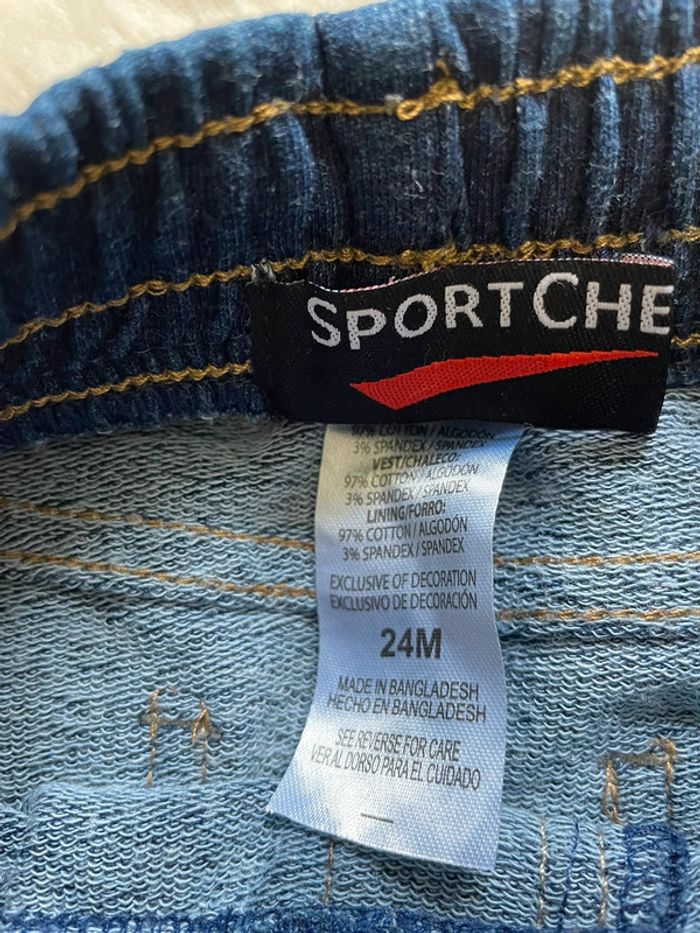 SPORTCHE
97% COTTON / ALGODON
3% SPANDEX / SPANDEX
VEST/CHALECO:
97% COTTON / ALGODÓN
3% SPANDEX / SPANDEX
LINING/FORRO:
97% COTTON / ALGODÓN
3% SPANDEX / SPANDEX
EXCLUSIVE OF DECORATION
EXCLUSIVO DE DECORACIÓN
24M
MADE IN BANGLADESH
HECHO EN BANGLADESH
SEE REVERSE FOR CARE
VER AL DORSO PARA EL CUIDADO